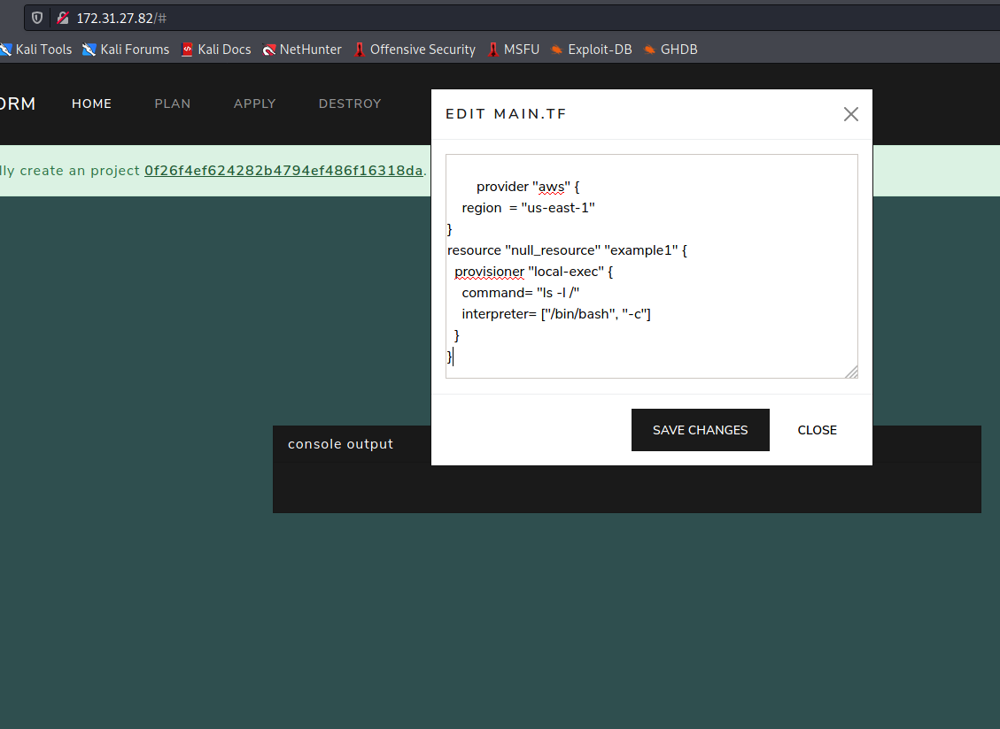 172.31.27.82/#
Kali Tools Kali Forums Kali Docs NetHunter Offensive Security MSFU Exploit-DB GHDB
ORM HOME PLAN APPLY DESTROY
EDIT MAIN.TF
lly create an project 0f26f4ef624282b4794ef486f16318da.
provider "aws" {
region = "us-east-1"
}
resource "null_resource" "example1" {
provisioner "local-exec" {
command= "ls -l /"
interpreter= ["/bin/bash", "-c"]
}
}
SAVE CHANGES CLOSE
console output